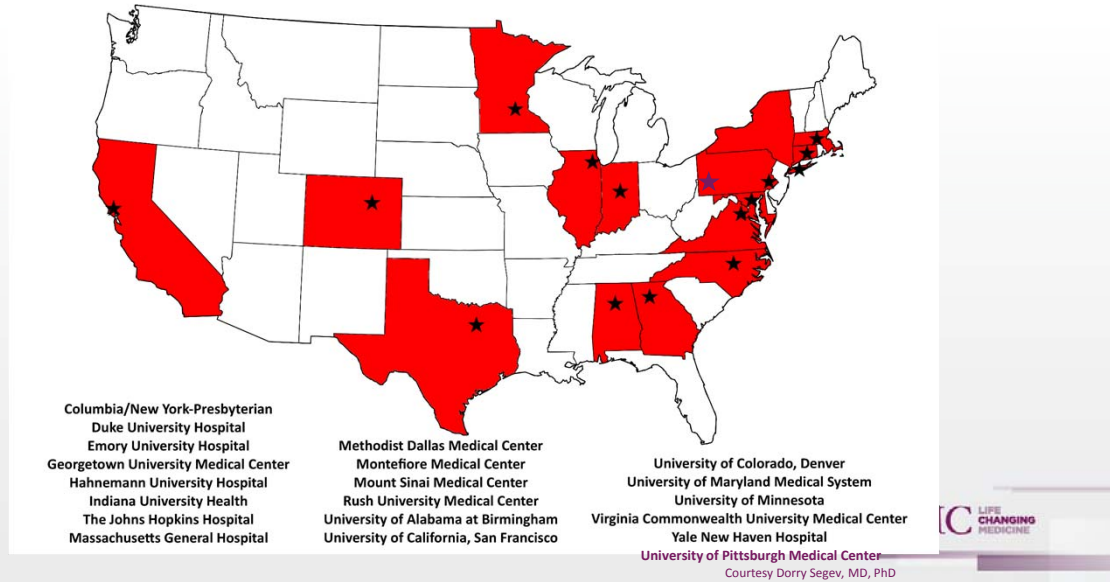 Columbia/New York-Presbyterian
Duke University Hospital
Emory University Hospital
Georgetown University Medical Center
Hahnemann University Hospital
Indiana University Health
The Johns Hopkins Hospital
Massachusetts General Hospital
Methodist Dallas Medical Center
Montefiore Medical Center
Mount Sinai Medical Center
Rush University Medical Center
University of Alabama at Birmingham
University of California, San Francisco
University of Colorado, Denver
University of Maryland Medical System
University of Minnesota
Virginia Commonwealth University Medical Center
Yale New Haven Hospital
University of Pittsburgh Medical Center
Courtesy Dorry Segev, MD, PhD
LIFE
CHANGING
MEDICINE